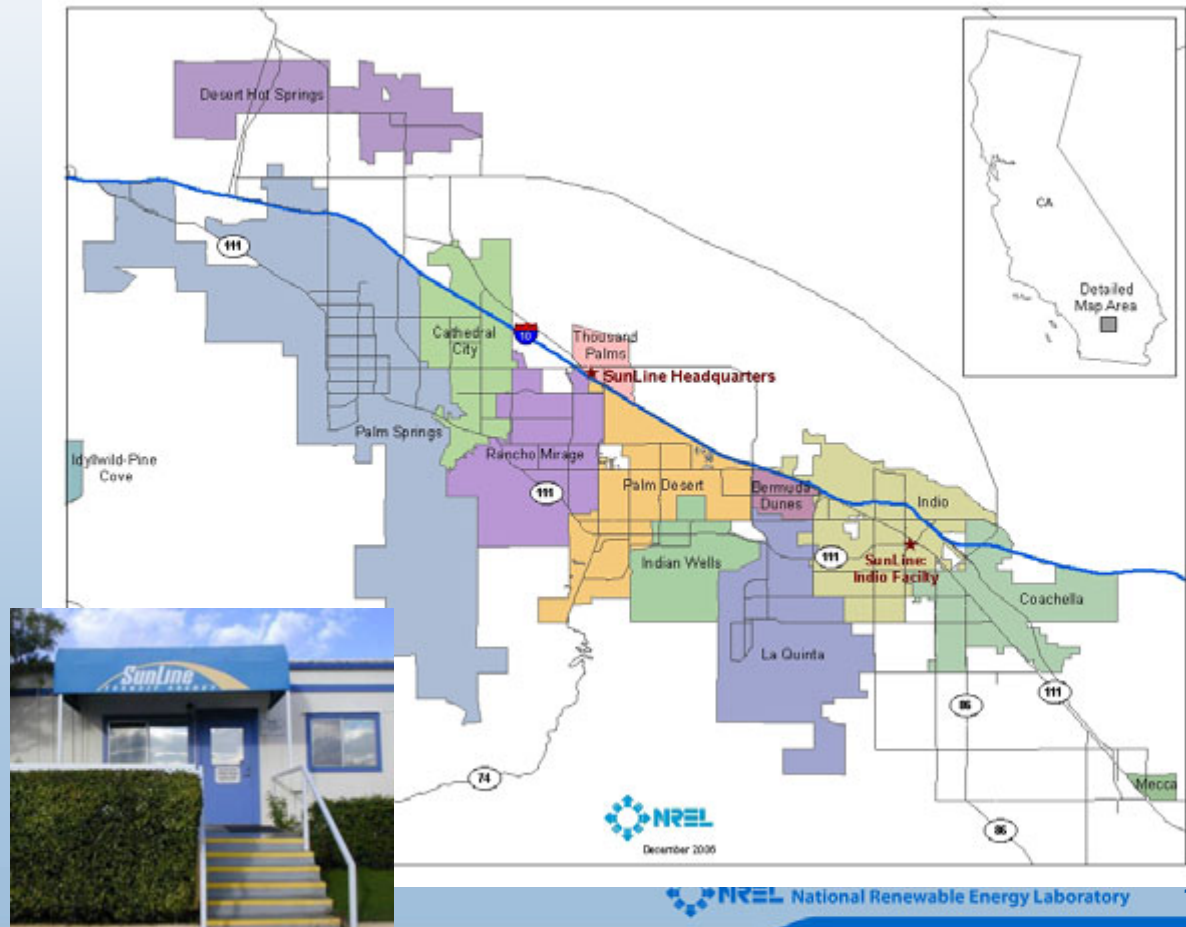 Desert Hot Springs
111
CA
Detailed
Map Area
Cathedral
City
10
Thousand
Palms
SunLine Headquarters
Palm Springs
Idyllwild-Pine
Cove
Rancho Mirage
111
Palm Desert
Bermuda
Dunes
Indio
Indian Wells
111
SunLine:
Indio Facility
Coachella
La Quinta
86
111
74
Mecca
86
NREL
December 2006
SunLine
TRANSIT AGENCY
NREL National Renewable Energy Laboratory